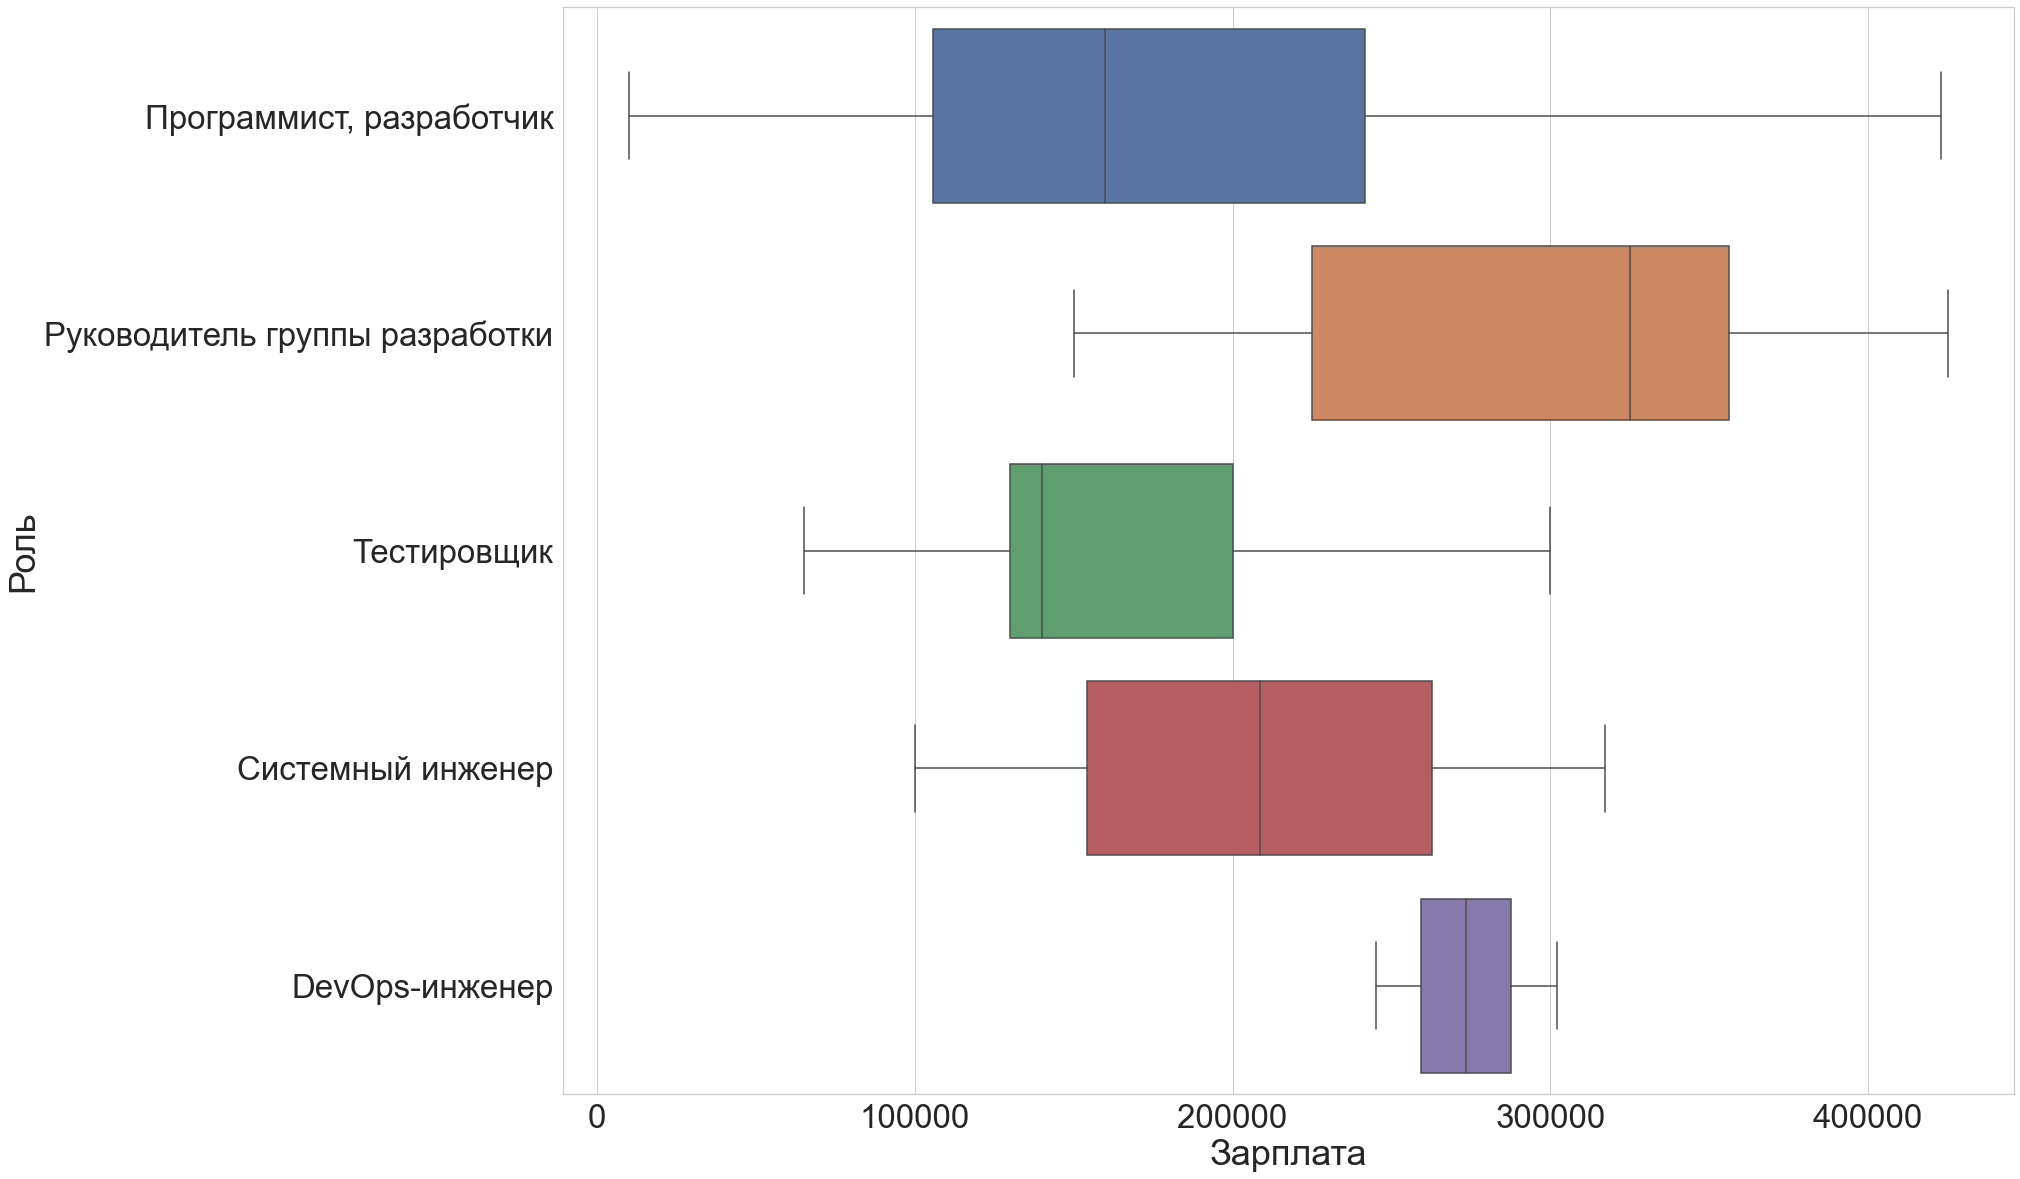 Программист, разработчик
Руководитель группы разработки
Тестировщик
Системный инженер
DevOps-инженер
Роль
0 100000 200000 300000 400000
Зарплата